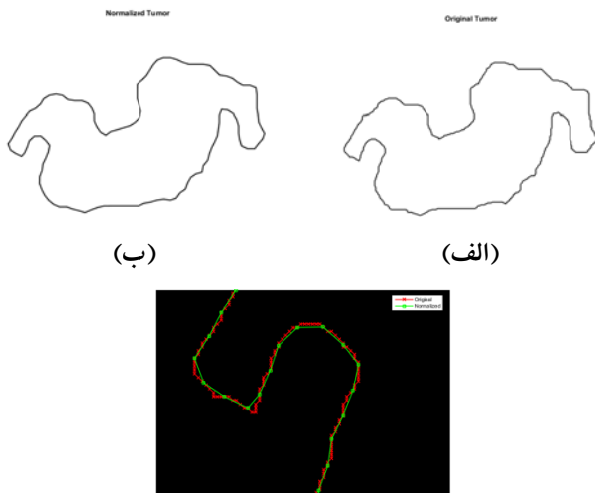 Normalized Tumor
Original Tumor
(ب)
(الف)
Original
Normalized